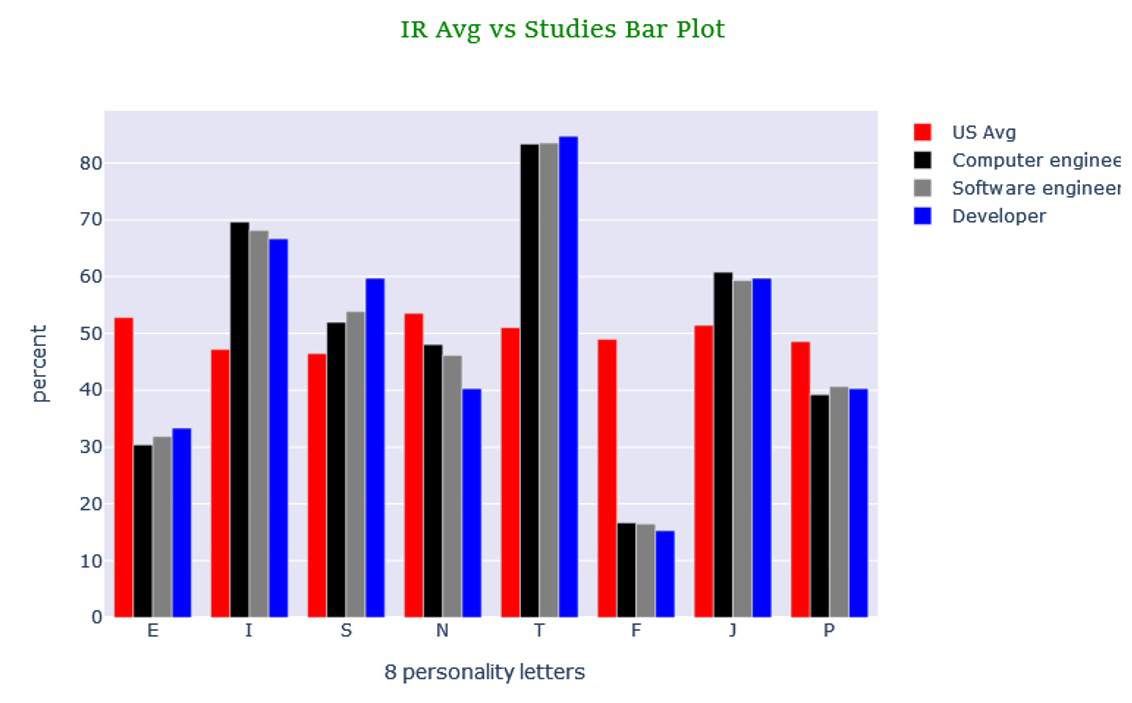 IR Avg vs Studies Bar Plot
US Avg
Computer enginee
Software engineer
Developer
80
70
60
50
40
30
20
10
0
percent
E I S N T F J P
8 personality letters